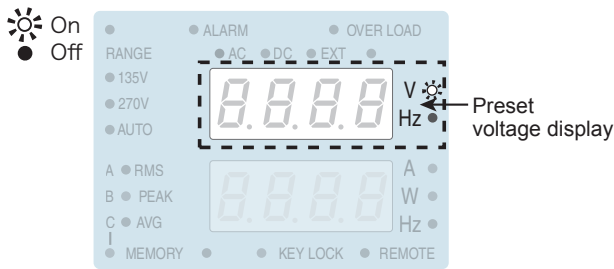 On
Off
ALARM OVER LOAD
RANGE AC DC EXT
135V
270V
AUTO
8.8.8.8 V
Hz
Preset
voltage display
A RMS
B PEAK
C AVG
8.8.8.8 A
W
Hz
MEMORY KEY LOCK REMOTE